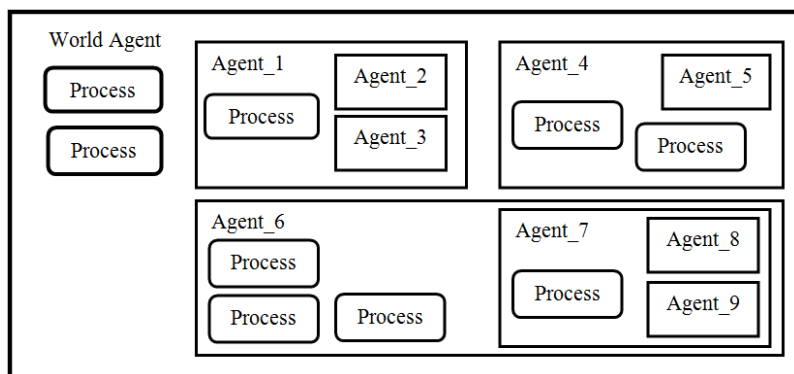 World Agent
Process
Process
Agent_1
Process
Agent_2
Agent_3
Agent_4
Process
Process
Agent_5
Agent_6
Process
Process
Process
Agent_7
Process
Agent_8
Agent_9